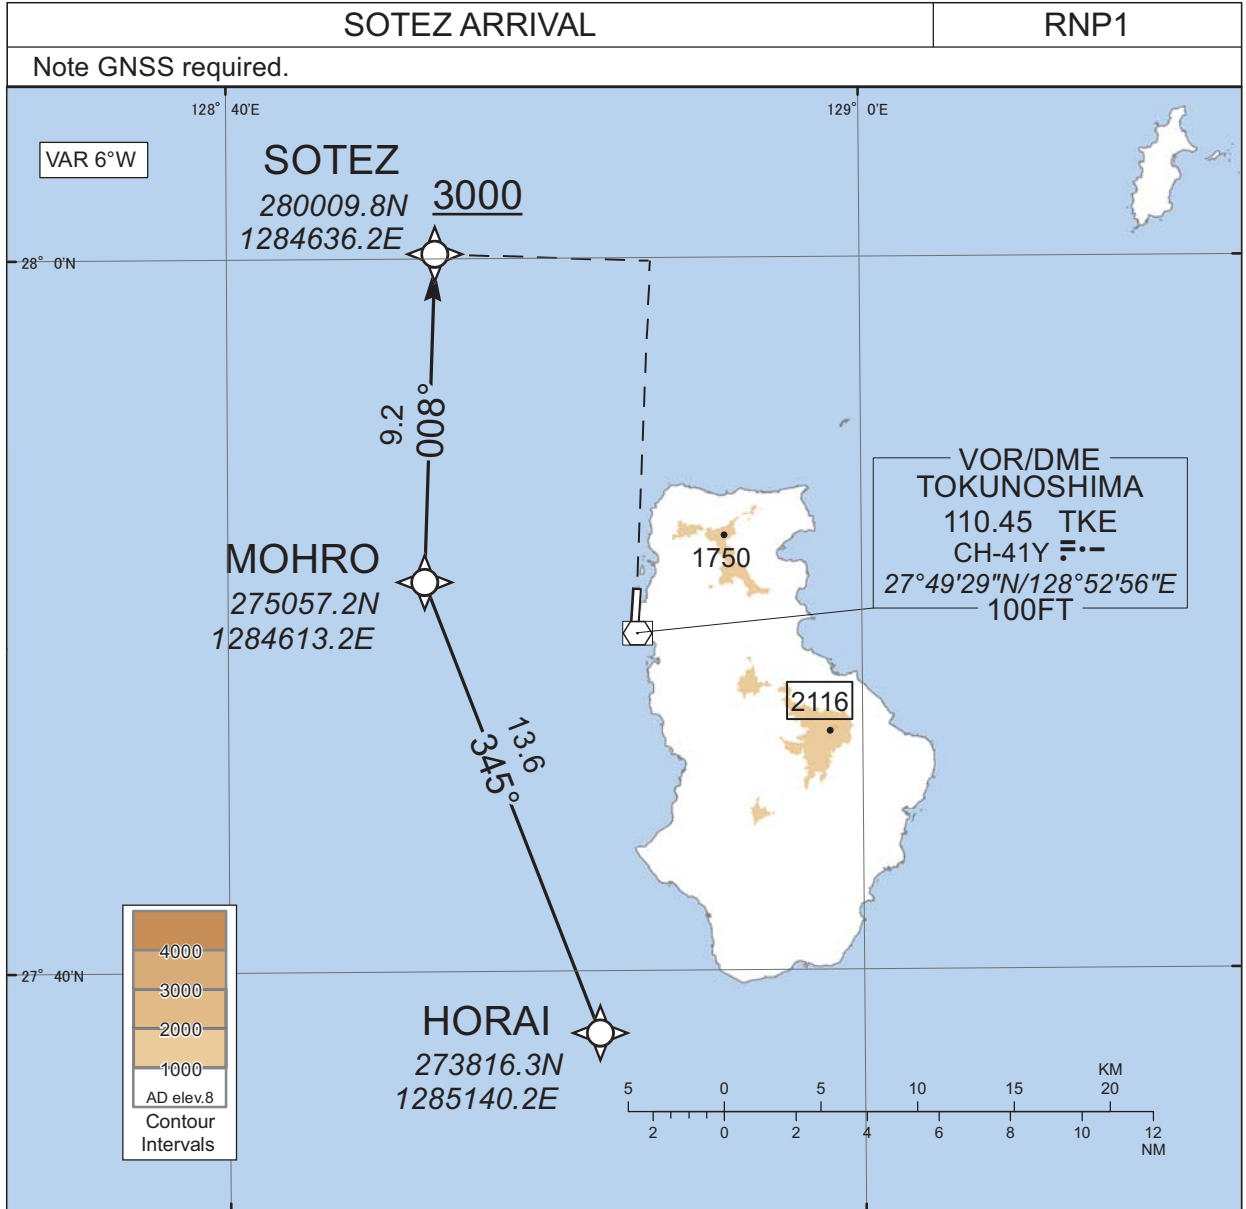 SOTEZ ARRIVAL
RNP1
Note GNSS required.
128° 40'E
129° 0'E
VAR 6°W
SOTEZ
280009.8N
1284636.2E
3000
28° 0'N
9.2
008°
MOHRO
275057.2N
1284613.2E
VOR/DME
TOKUNOSHIMA
110.45 TKE
CH-41Y
27°49'29"N/128°52'56"E
100FT
1750
2116
13.6
345°
27° 40'N
HORAI
273816.3N
1285140.2E
4000
3000
2000
1000
AD elev.8
Contour
Intervals
KM
5 0 5 10 15 20
2 0 2 4 6 8 10 12
NM